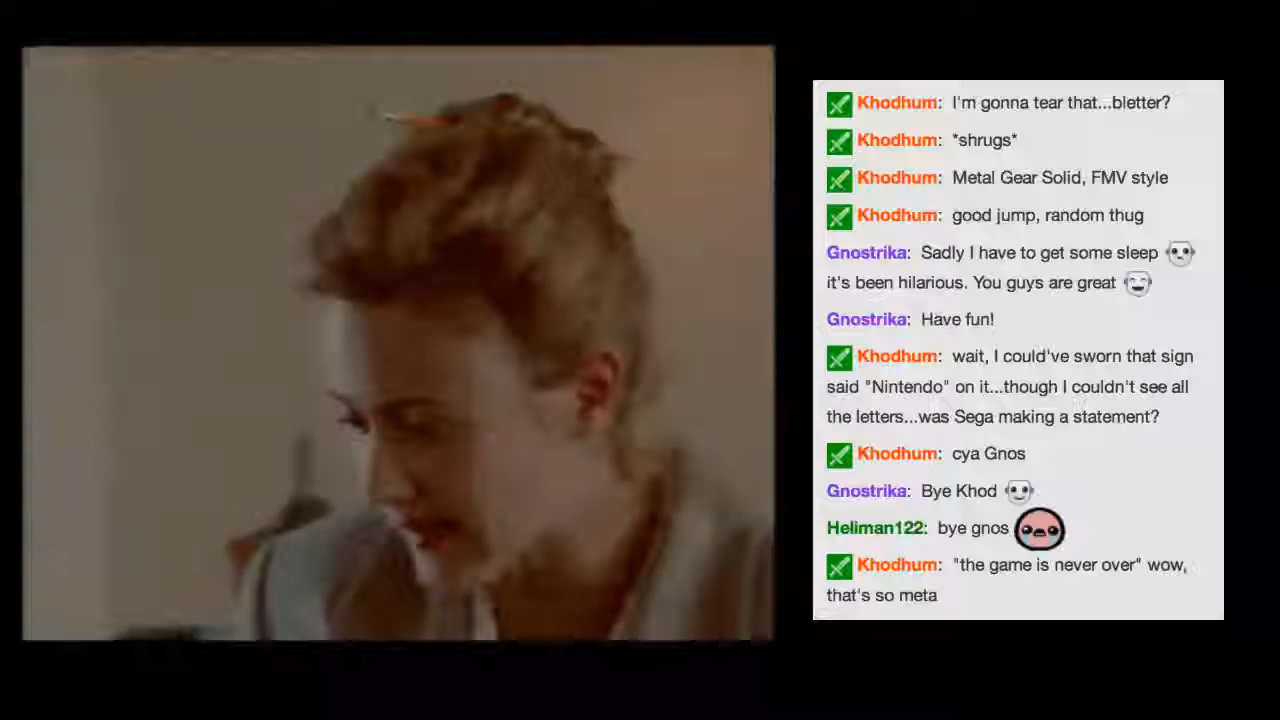 Khodhum: I'm gonna tear that...bletter?
Khodhum: *shrugs*
Khodhum: Metal Gear Solid, FMV style
Khodhum: good jump, random thug
Gnostrika: Sadly I have to get some sleep
it's been hilarious. You guys are great
Gnostrika: Have fun!
Khodhum: wait, I could've sworn that sign
said "Nintendo" on it...though I couldn't see all
the letters...was Sega making a statement?
Khodhum: cya Gnos
Gnostrika: Bye Khod
Heliman122: bye gnos
Khodhum: "the game is never over" wow,
that's so meta